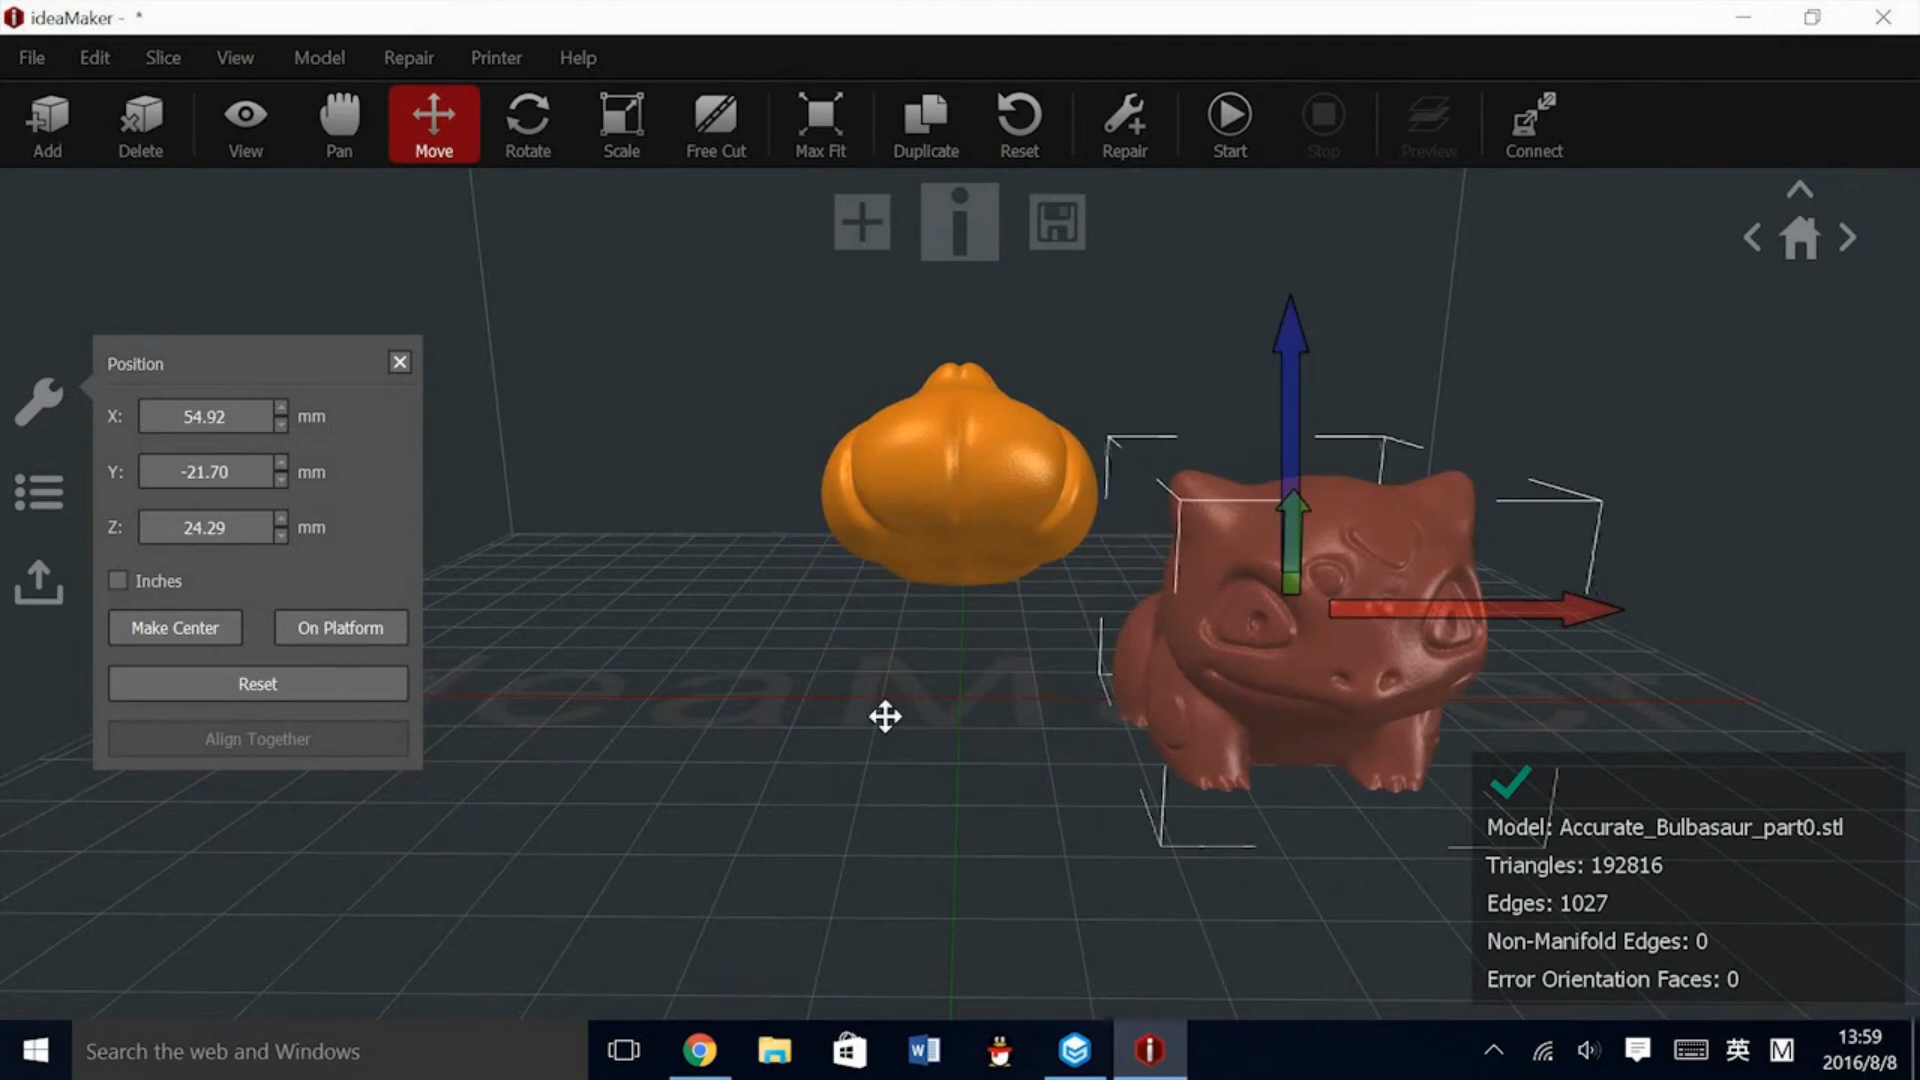 ideaMaker - *
File Edit Slice View Model Repair Printer Help
Add Delete View Pan Move Rotate Scale Free Cut Max Fit Duplicate Reset Repair Start Stop Preview Connect
Position
X: 54.92 mm
Y: -21.70 mm
Z: 24.29 mm
Inches
Make Center On Platform
Reset
Align Together
Model: Accurate_Bulbasaur_part0.stl
Triangles: 192816
Edges: 1027
Non-Manifold Edges: 0
Error Orientation Faces: 0
Search the web and Windows
英 M
13:59
2016/8/8